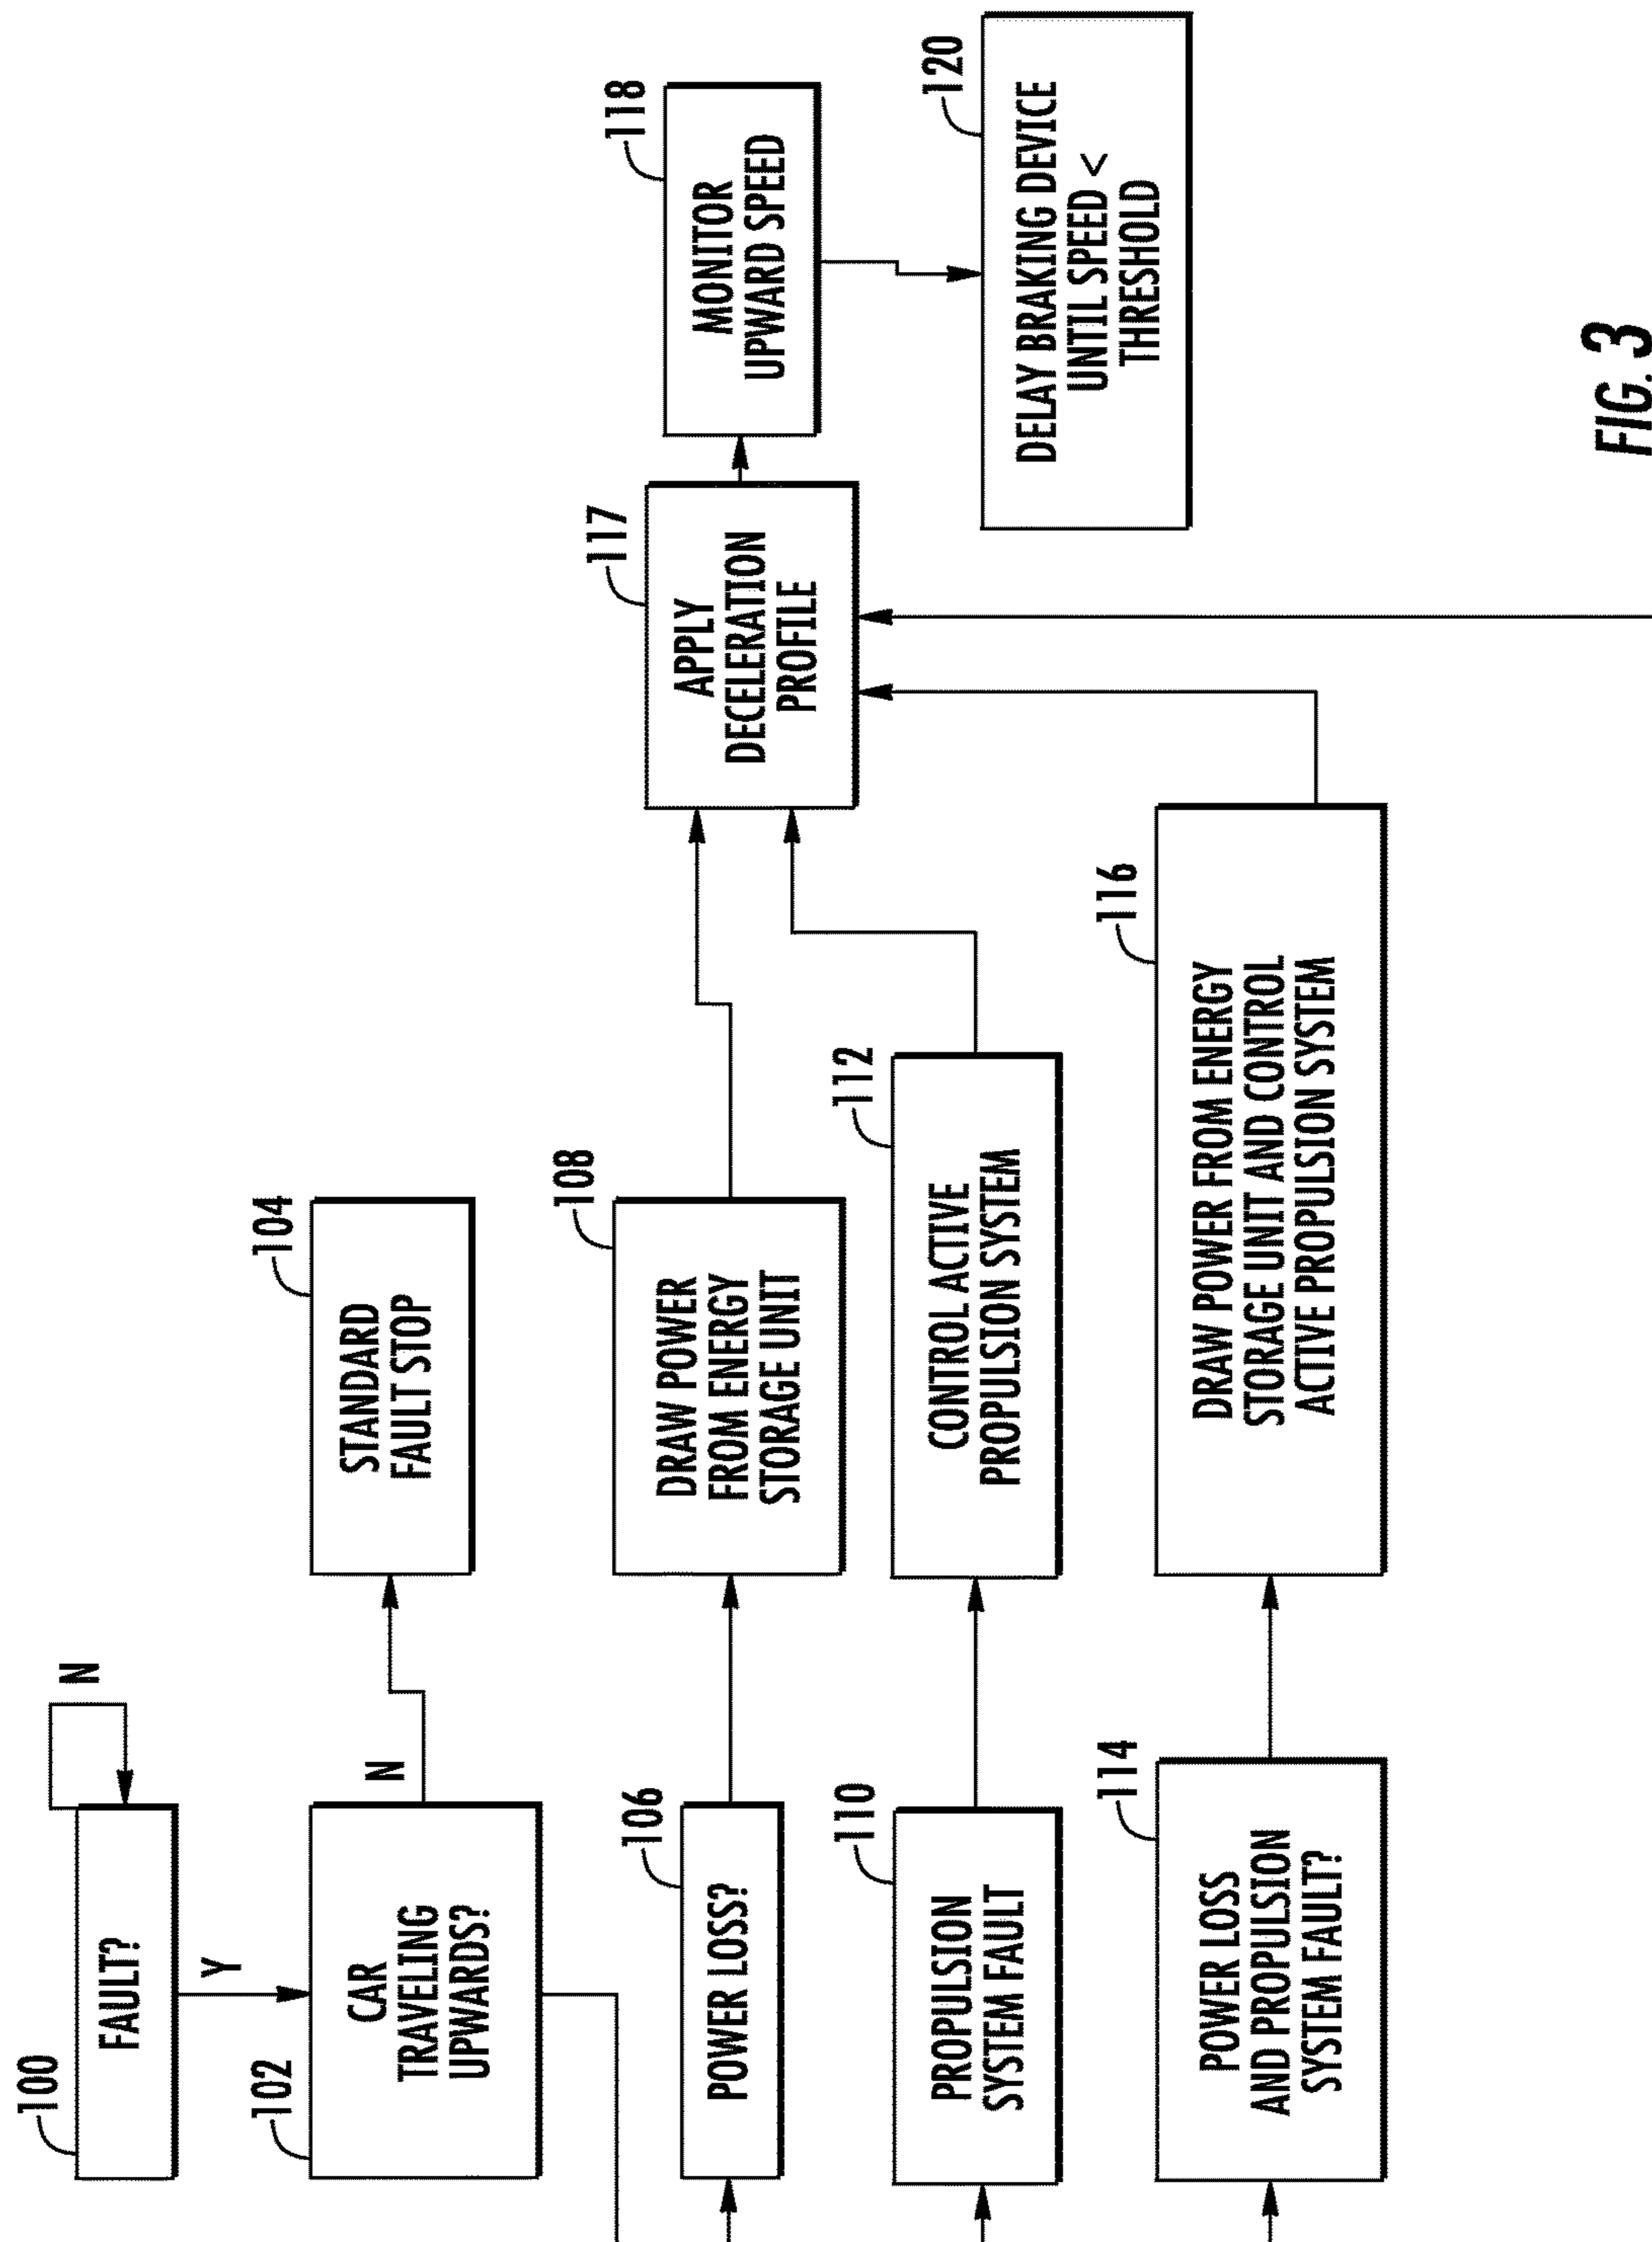 100
FAULT?
N
Y
102
CAR
TRAVELING
UPWARDS?
N
104
STANDARD
FAULT STOP
106
POWER LOSS?
108
DRAW POWER
FROM ENERGY
STORAGE UNIT
110
PROPULSION
SYSTEM FAULT
112
CONTROL ACTIVE
PROPULSION SYSTEM
114
POWER LOSS
AND PROPULSION
SYSTEM FAULT?
116
DRAW POWER FROM ENERGY
STORAGE UNIT AND CONTROL
ACTIVE PROPULSION SYSTEM
117
APPLY
DECELERATION
PROFILE
118
MONITOR
UPWARD SPEED
120
DELAY BRAKING DEVICE
UNTIL SPEED <
THRESHOLD
FIG. 3